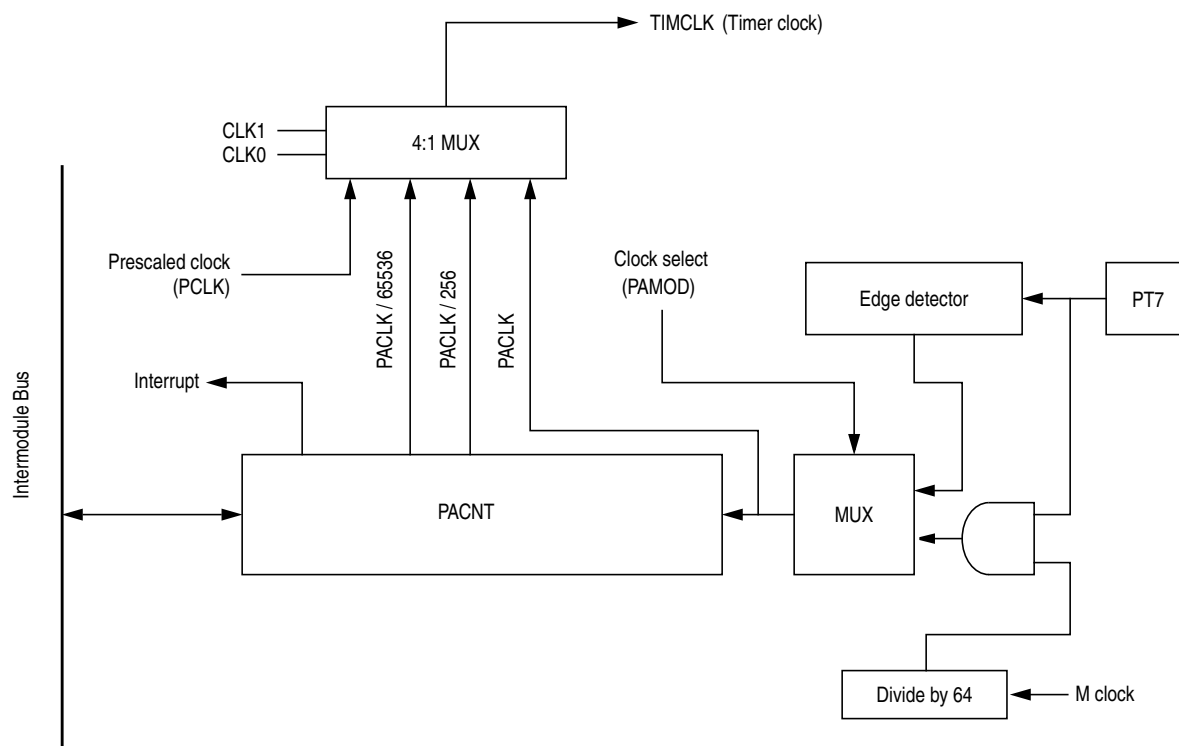 TIMCLK (Timer clock)
CLK1
CLK0
4:1 MUX
Prescaled clock
(PCLK)
PACLK / 65536
PACLK / 256
PACLK
Clock select
(PAMOD)
Edge detector
PT7
Interrupt
Intermodule Bus
PACNT
MUX
Divide by 64
M clock